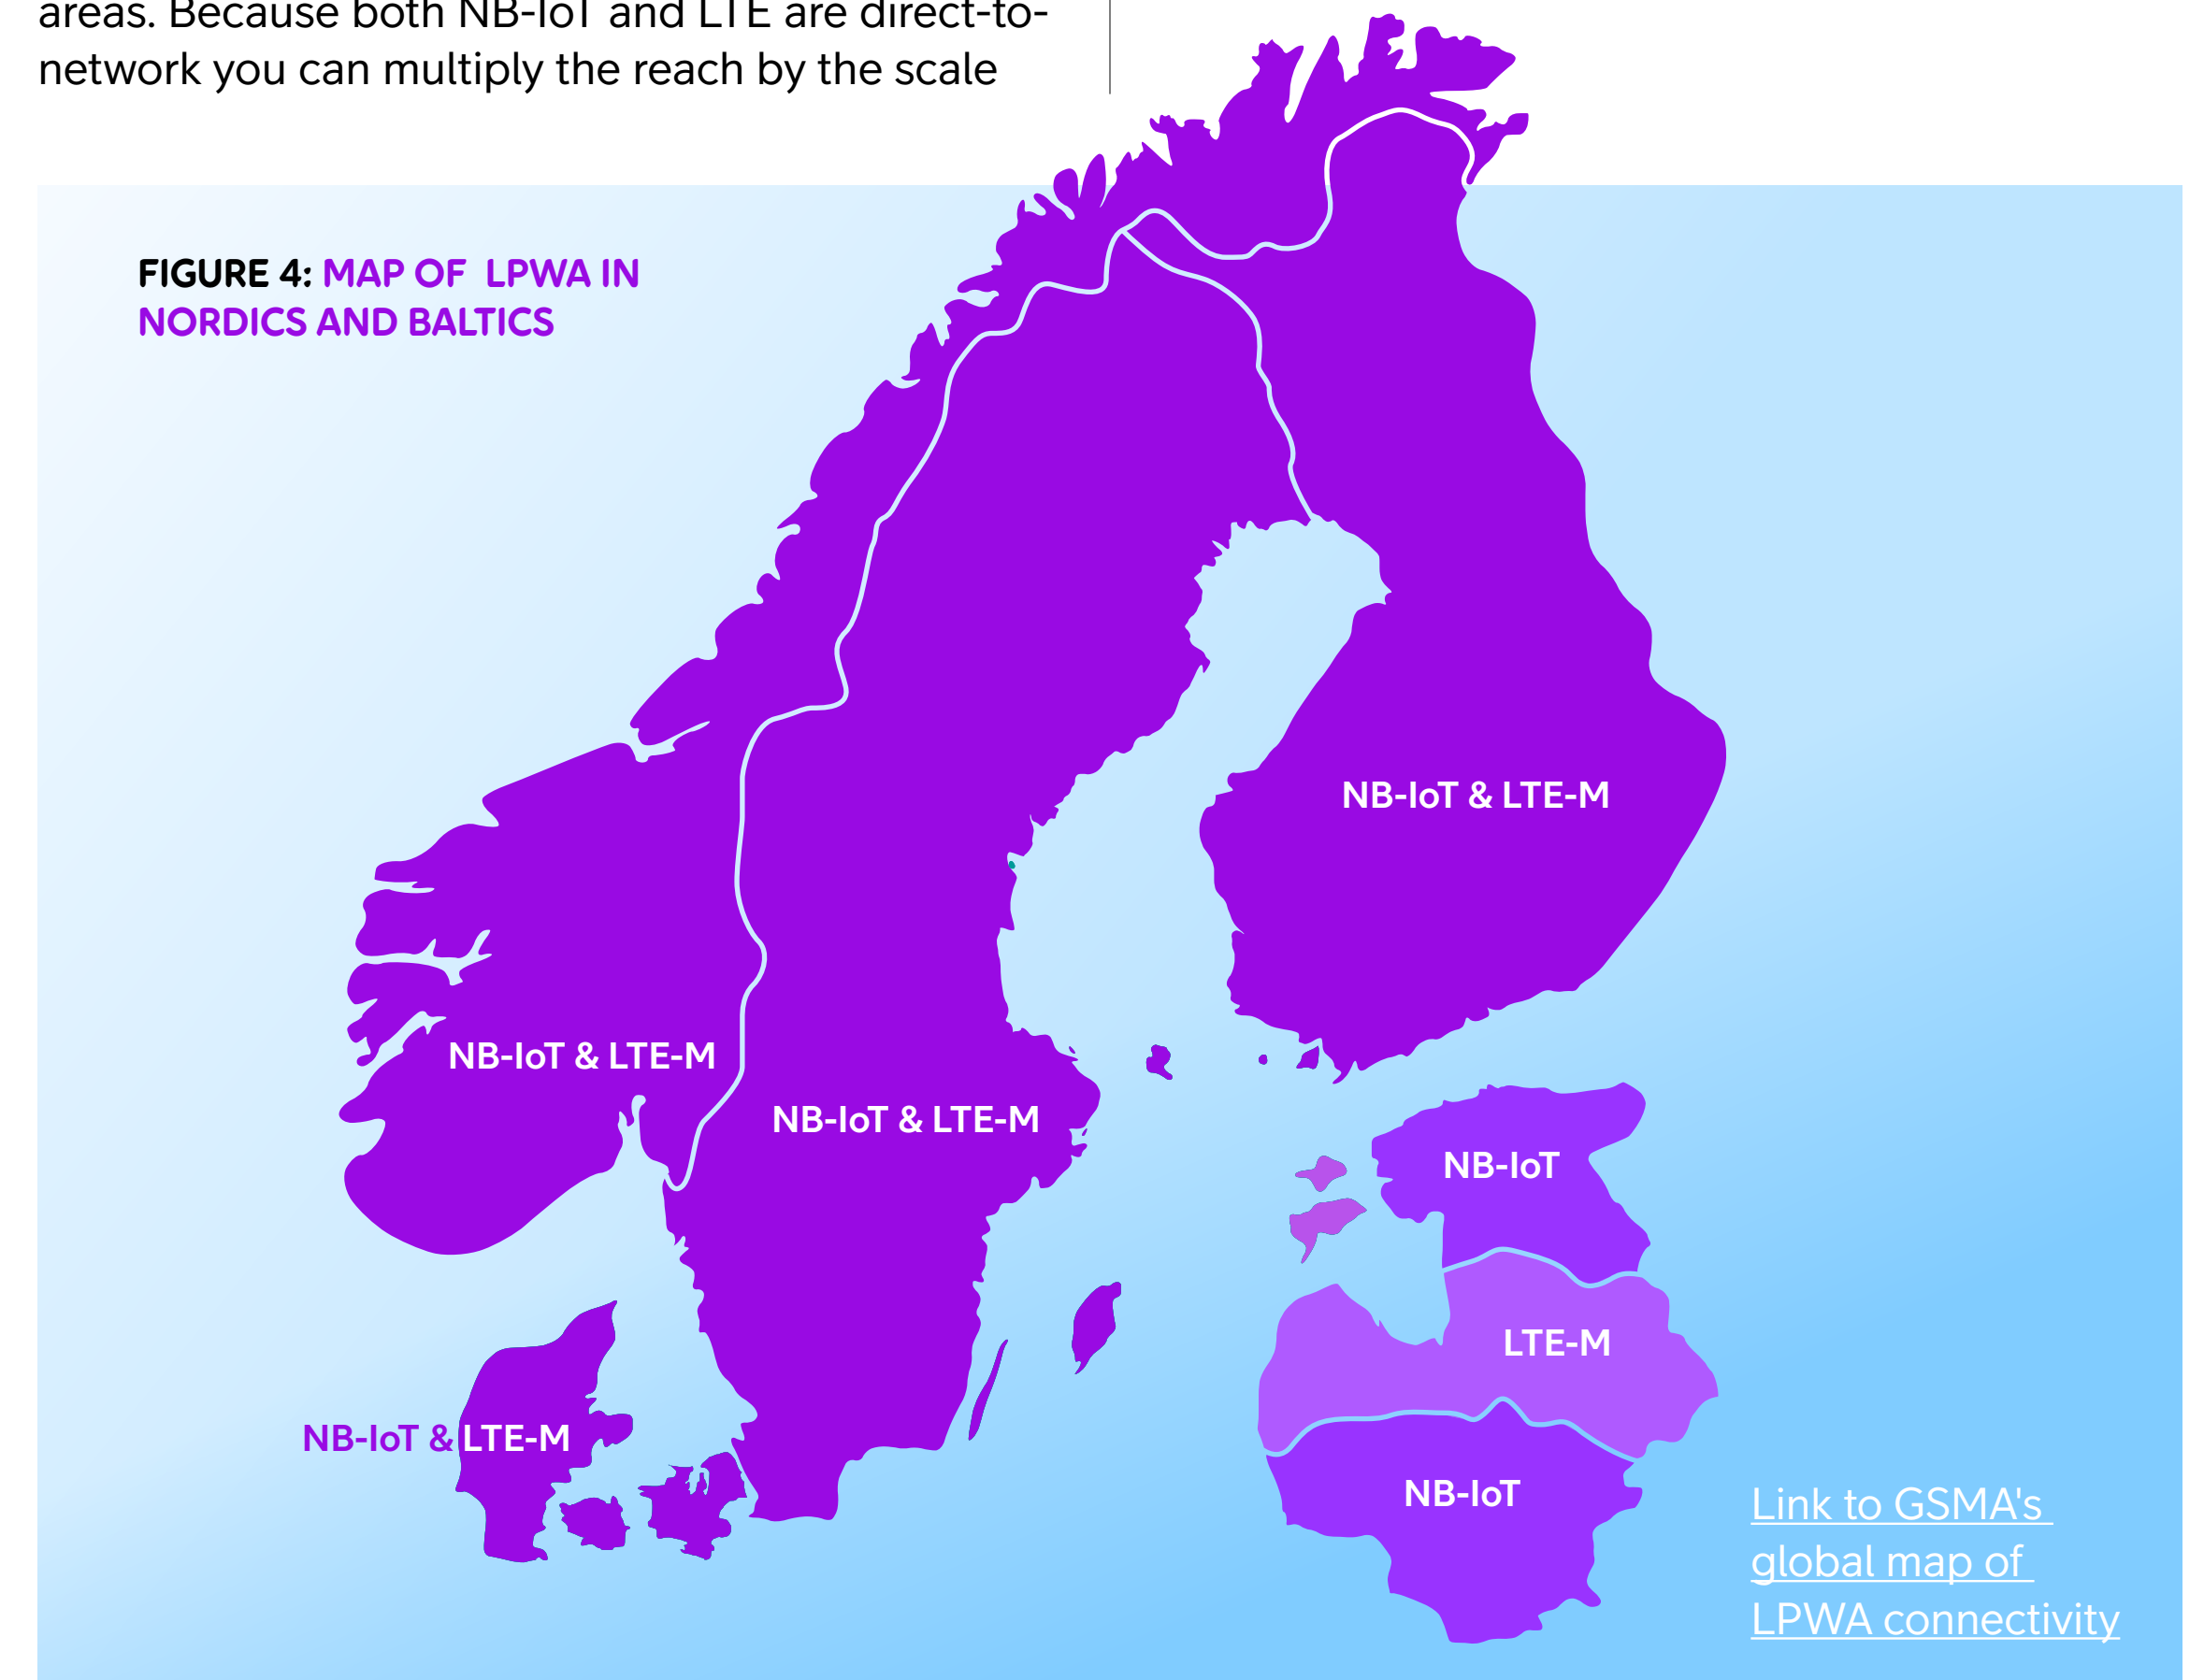 areas. Because both NB-IoT and LTE are direct-to-
network you can multiply the reach by the scale
FIGURE 4: MAP OF LPWA IN
NORDICS AND BALTICS
NB-IoT & LTE-M
NB-IoT & LTE-M
NB-IoT & LTE-M
NB-IoT
LTE-M
NB-IoT & LTE-M
NB-IoT
Link to GSMA's
global map of
LPWA connectivity